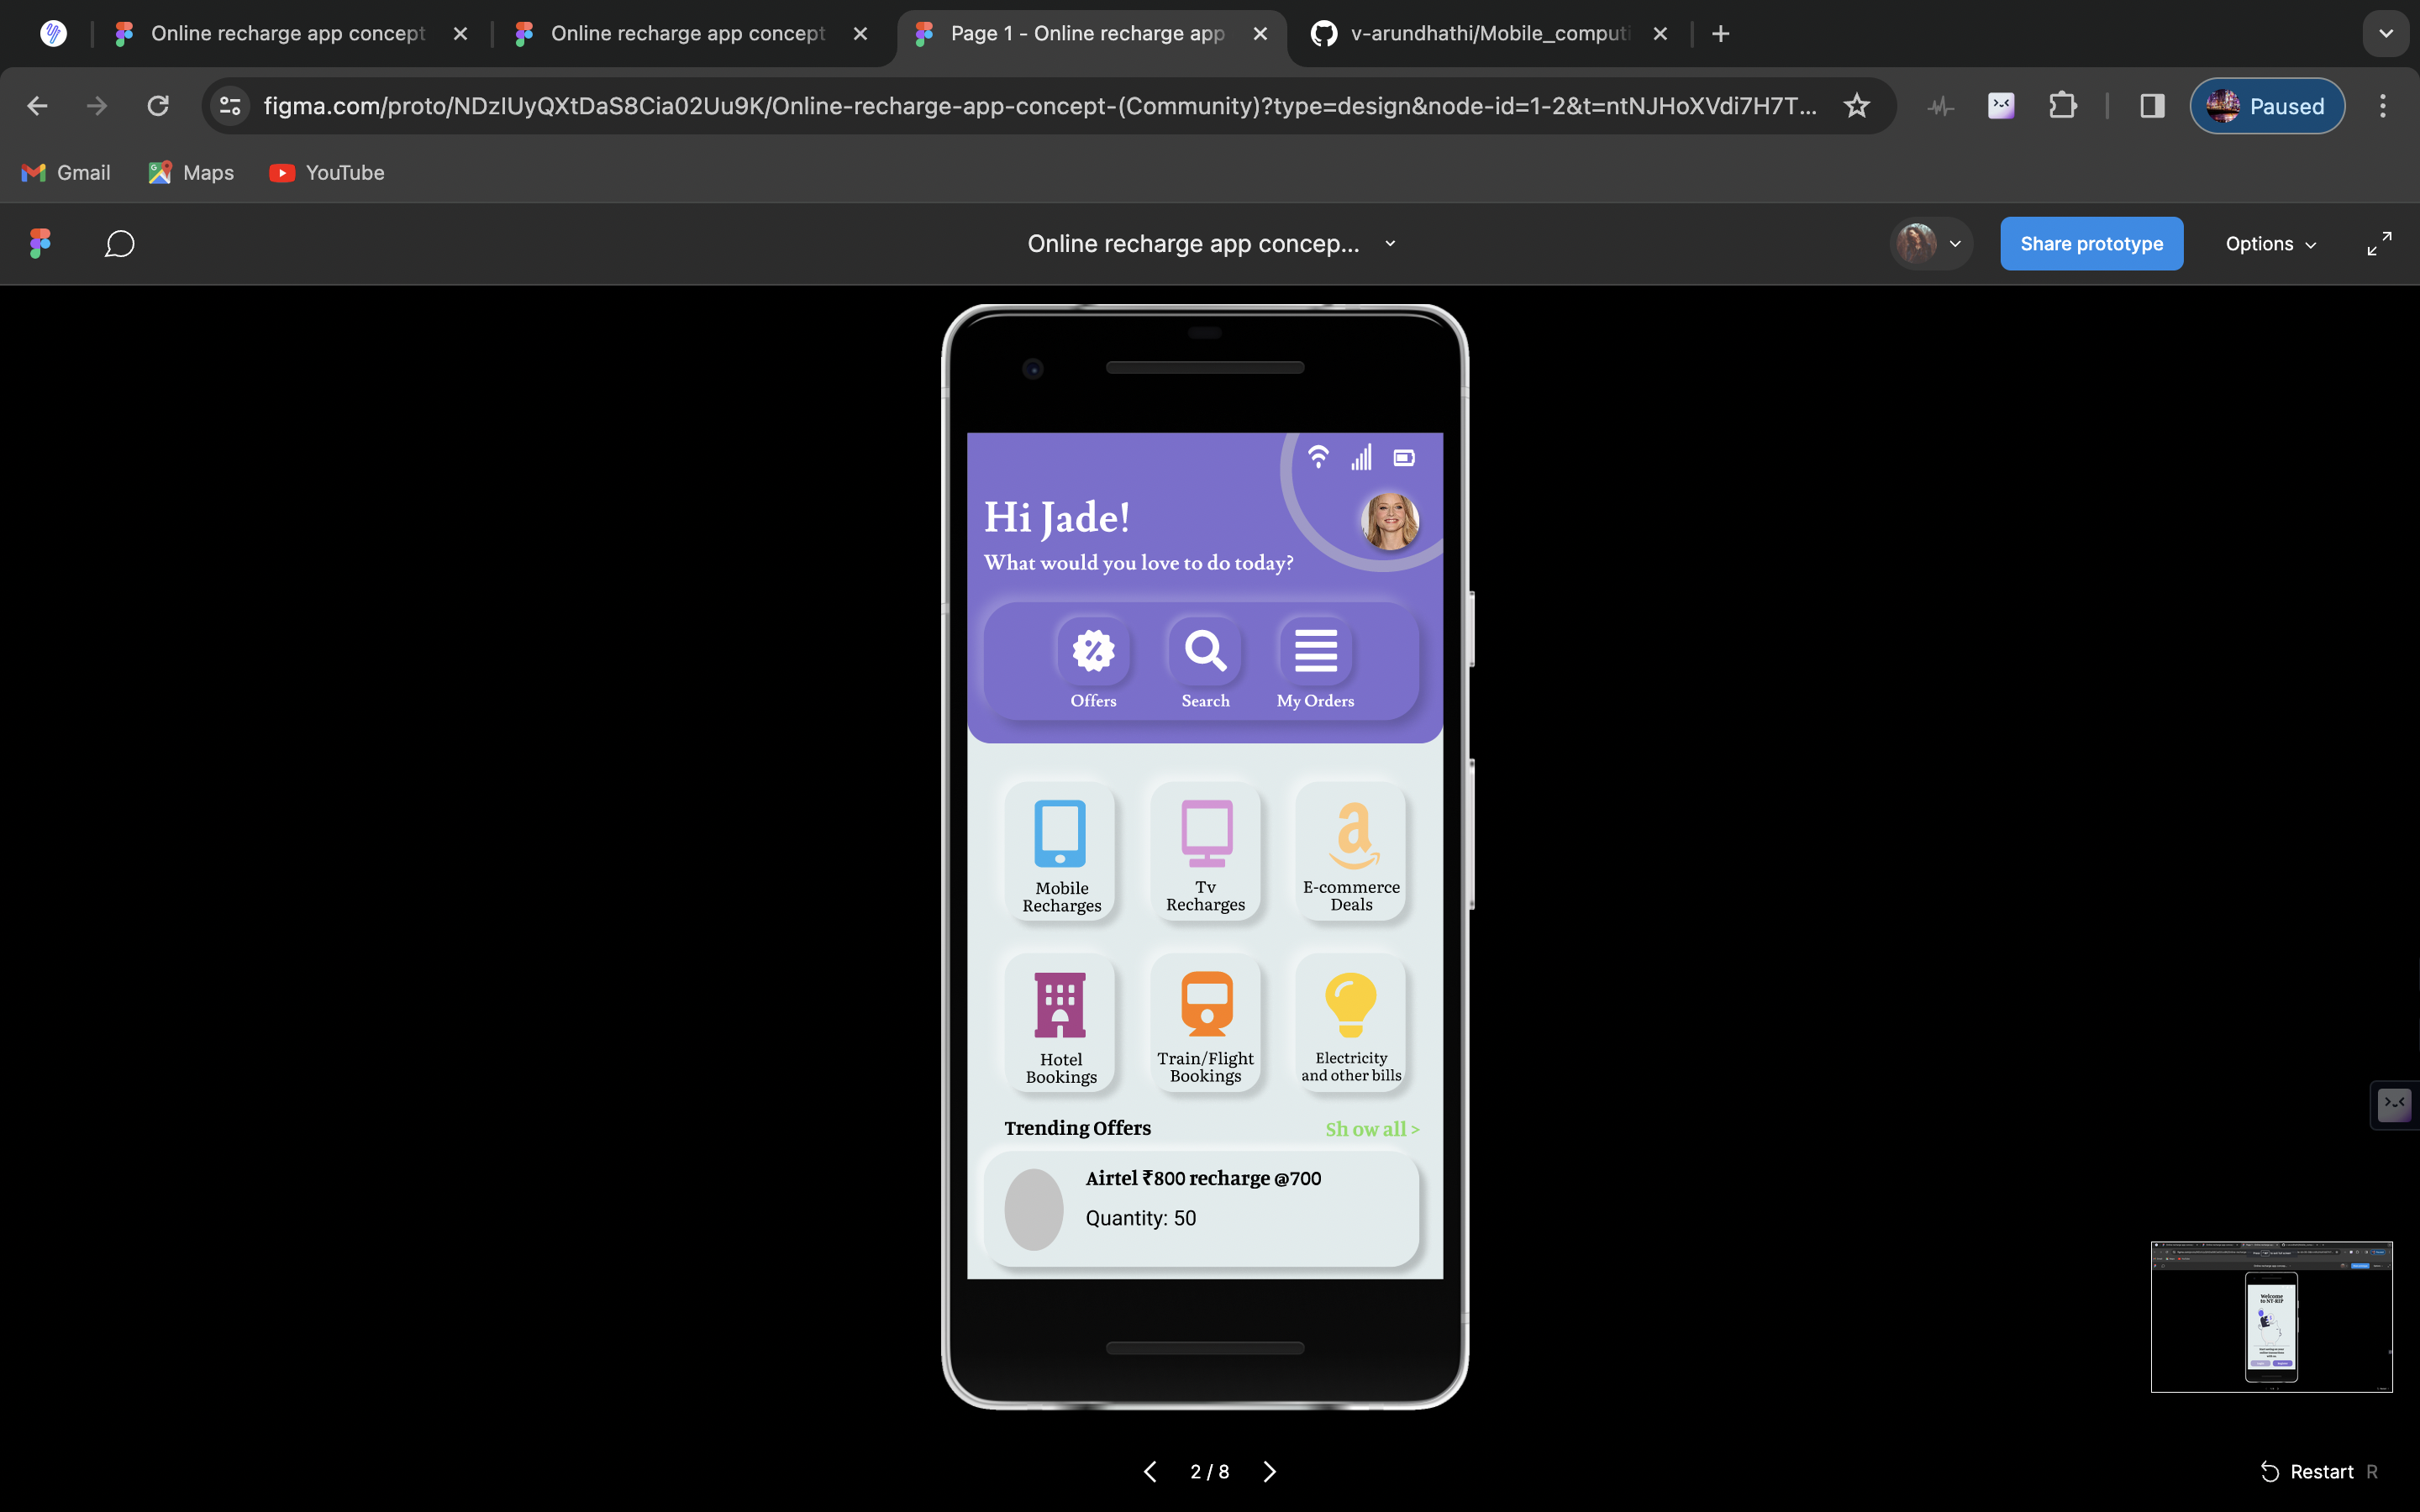 Online recharge app concept
Online recharge app concept
Page 1 - Online recharge app
v-arundhathi/Mobile_computi
figma.com/proto/NDzIUyQXtDaS8Cia02Uu9K/Online-recharge-app-concept-(Community)?type=design&node-id=1-2&t=ntNJHoXVdi7H7T...
Paused
Gmail
Maps
YouTube
Online recharge app concep...
Share prototype
Options
Hi Jade!
What would you love to do today?
Offers
Search
My Orders
Mobile
Recharges
Tv
Recharges
E-commerce
Deals
Hotel
Bookings
Train/Flight
Bookings
Electricity
and other bills
Trending Offers
Sh ow all >
Airtel ₹800 recharge @700
Quantity: 50
Welcome
to NT-RIP
2 / 8
Restart R